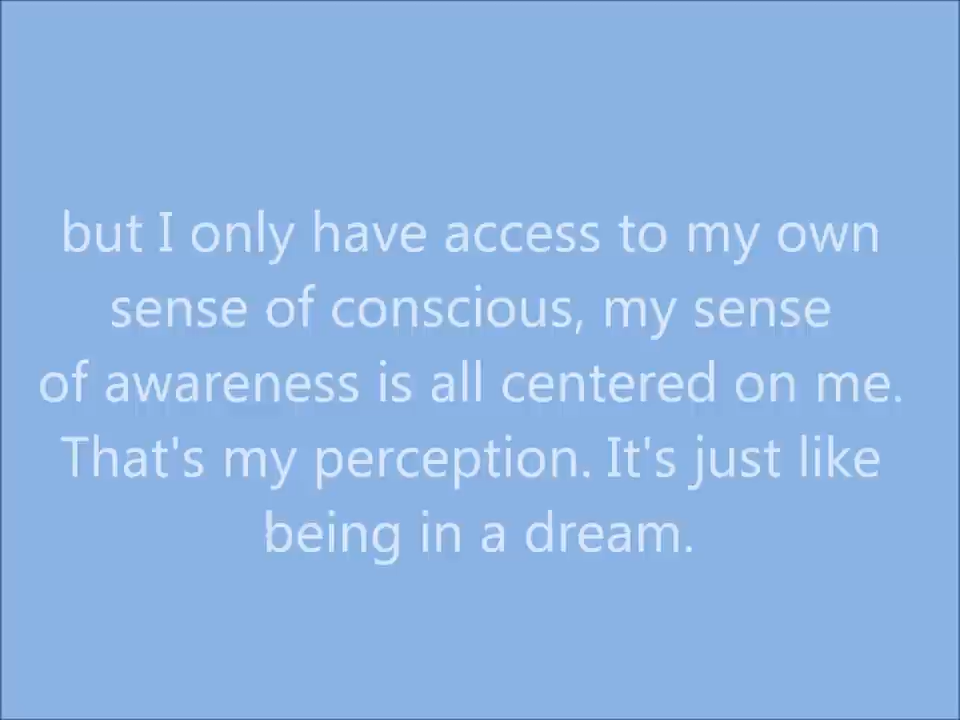 but I only have access to my own
sense of conscious, my sense
of awareness is all centered on me.
That's my perception. It's just like
being in a dream.